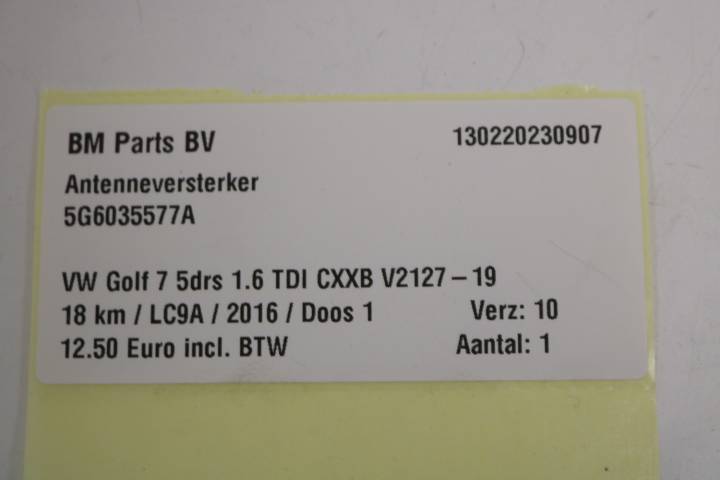 BM Parts BV 130220230907
Antenneversterker
5G6035577A
VW Golf 7 5drs 1.6 TDI CXXB V2127 – 19
18 km / LC9A / 2016 / Doos 1 Verz: 10
12.50 Euro incl. BTW Aantal: 1